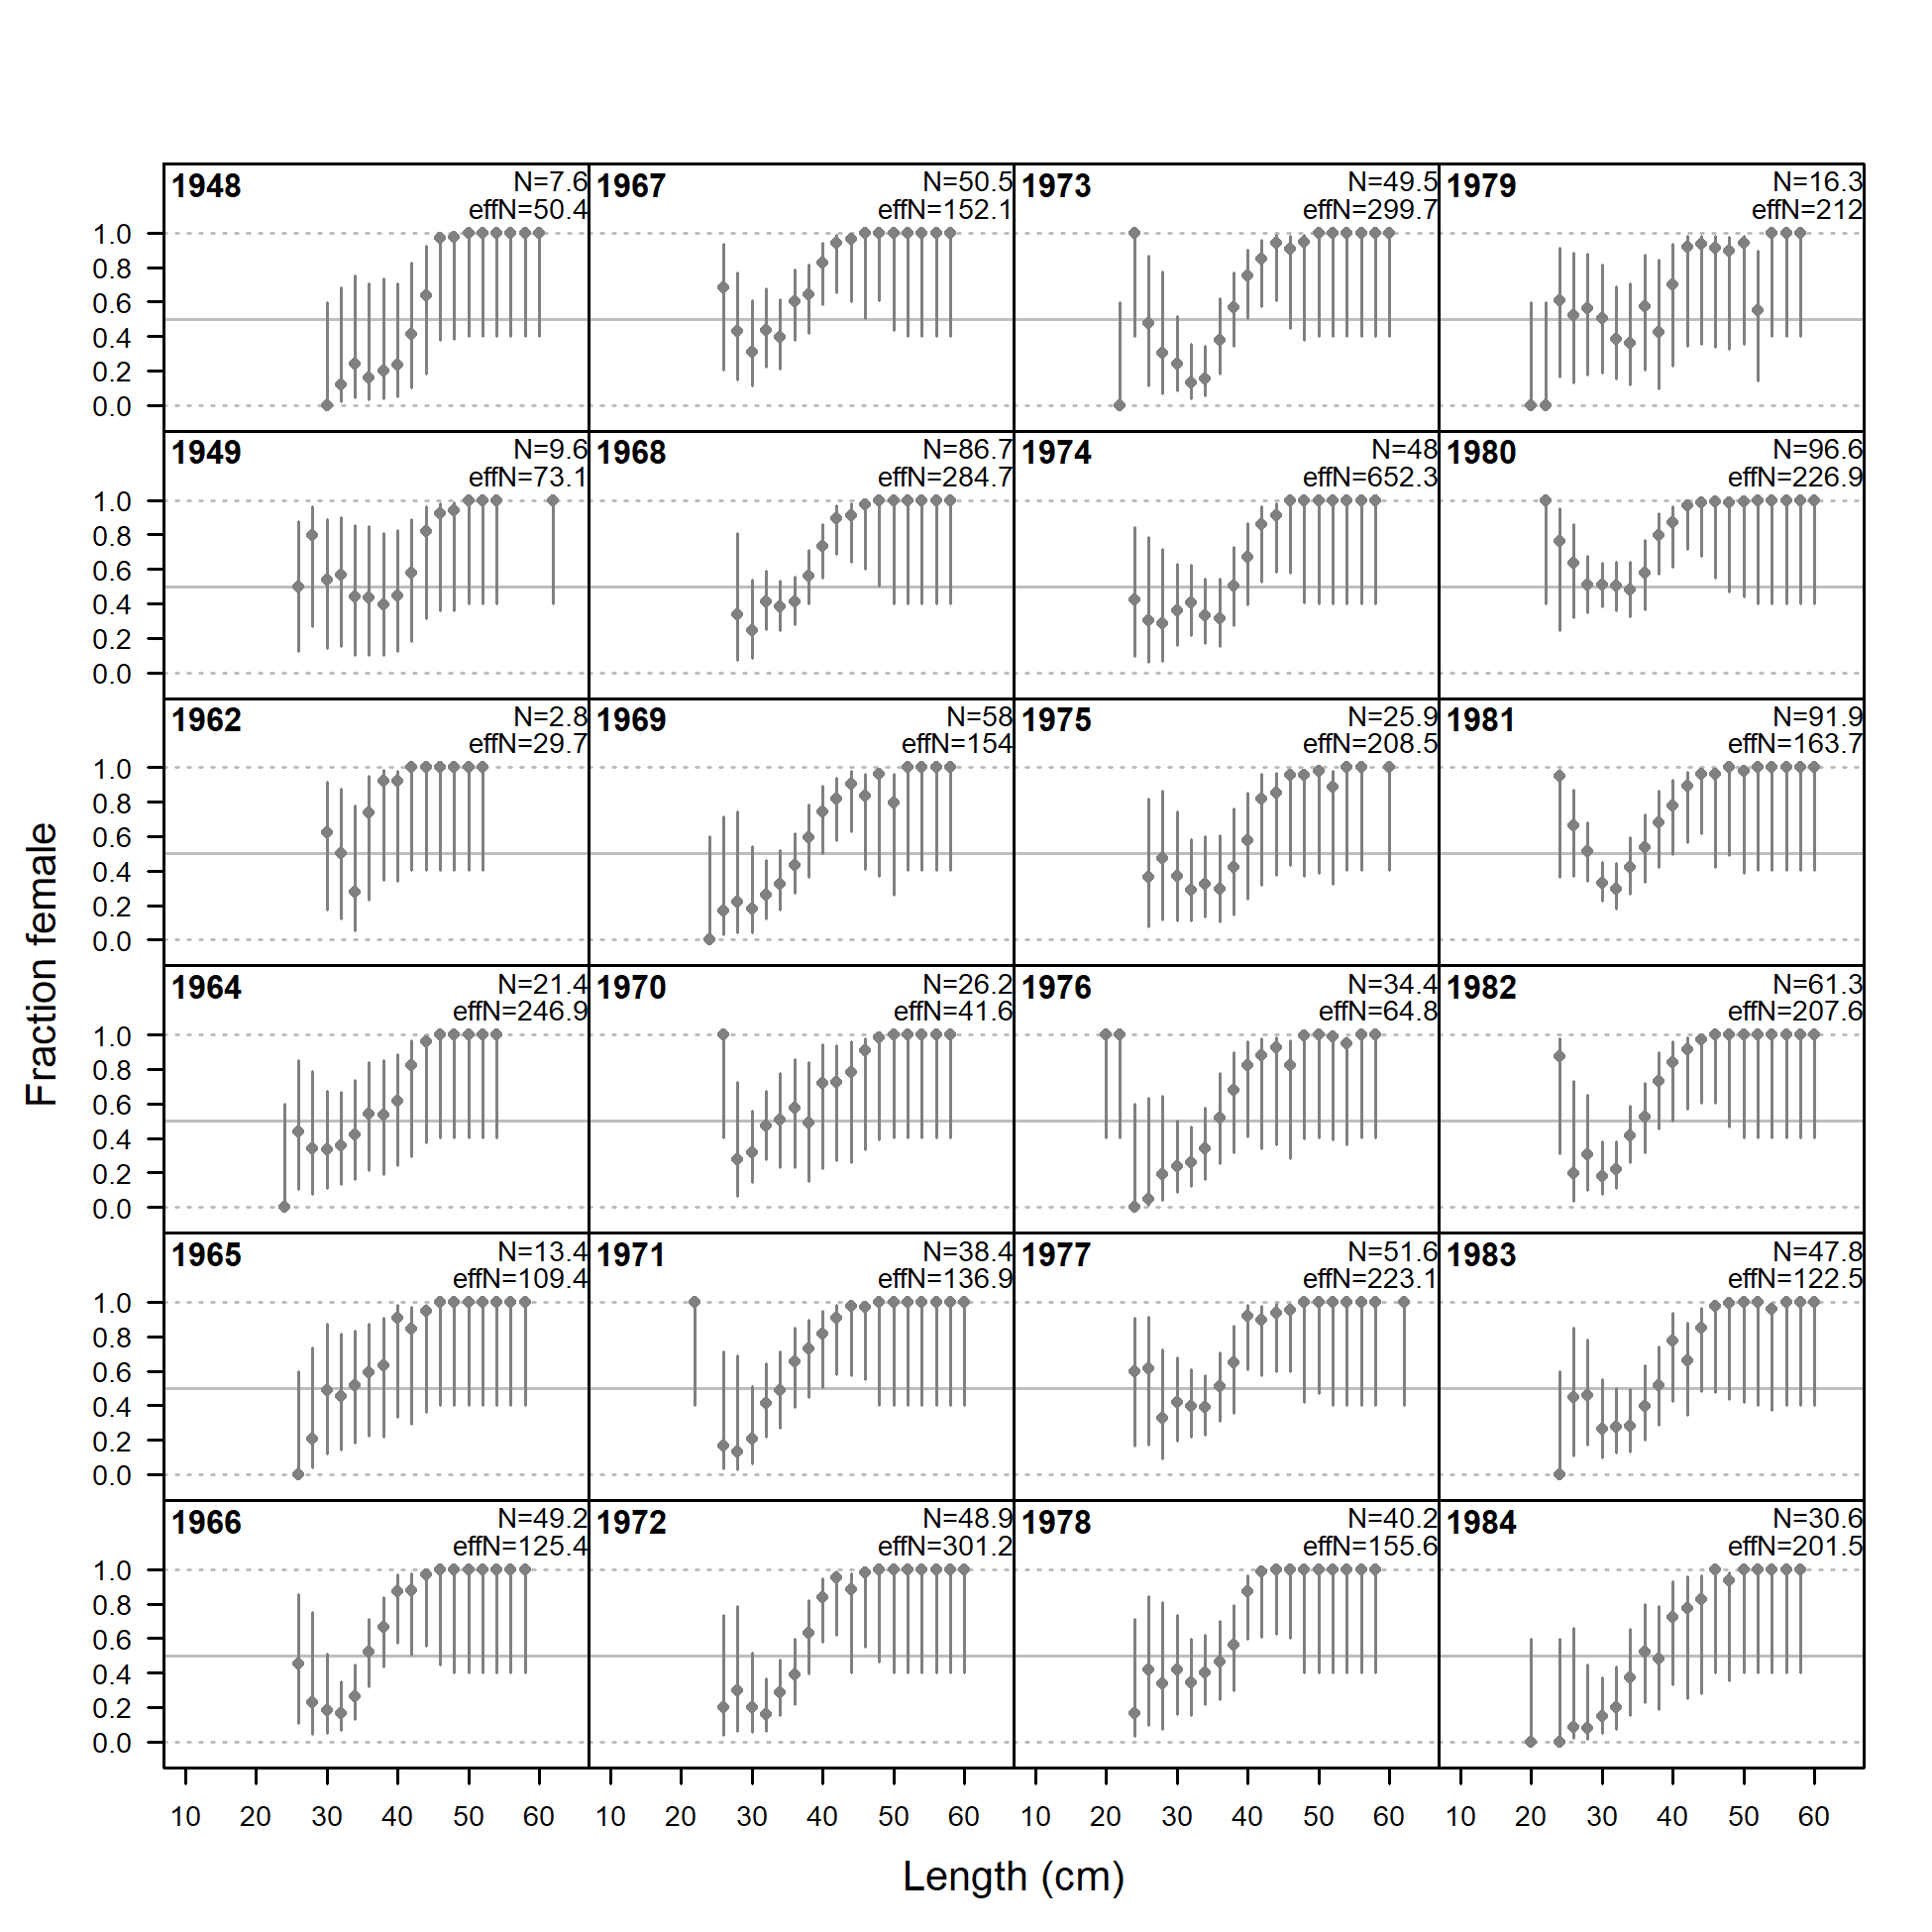 1948 N=7.6 1967 N=50.5 1973 N=49.5 1979 N=16.3
effN=50.4 effN=152.1 effN=299.7 effN=212
1.0
0.8
0.6
0.4
0.2
0.0
1949 N=9.6 1968 N=86.7 1974 N=48 1980 N=96.6
effN=73.1 effN=284.7 effN=652.3 effN=226.9
1.0
0.8
0.6
0.4
0.2
0.0
1962 N=2.8 1969 N=58 1975 N=25.9 1981 N=91.9
effN=29.7 effN=154 effN=208.5 effN=163.7
1.0
0.8
0.6
0.4
0.2
0.0
Fraction female
1964 N=21.4 1970 N=26.2 1976 N=34.4 1982 N=61.3
effN=246.9 effN=41.6 effN=64.8 effN=207.6
1.0
0.8
0.6
0.4
0.2
0.0
1965 N=13.4 1971 N=38.4 1977 N=51.6 1983 N=47.8
effN=109.4 effN=136.9 effN=223.1 effN=122.5
1.0
0.8
0.6
0.4
0.2
0.0
1966 N=49.2 1972 N=48.9 1978 N=40.2 1984 N=30.6
effN=125.4 effN=301.2 effN=155.6 effN=201.5
1.0
0.8
0.6
0.4
0.2
0.0
10 20 30 40 50 60 10 20 30 40 50 60 10 20 30 40 50 60 10 20 30 40 50 60
Length (cm)